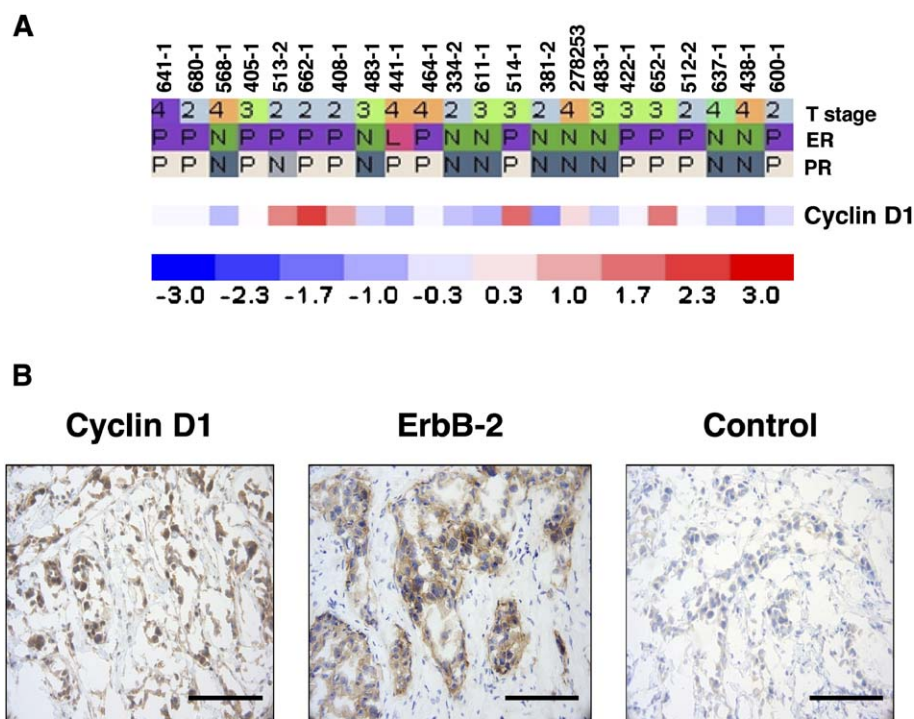 A
641-1 680-1 568-1 405-1 513-2 662-1 408-1 483-1 441-1 464-1 334-2 611-1 514-1 381-2 278253 483-1 422-1 652-1 512-2 637-1 438-1 600-1
4 2 4 3 2 2 2 3 4 4 2 3 3 2 4 3 3 3 2 4 4 2 T stage
P P N P P P P N L P N N P N N N P P P N N P ER
P P N P N P P N P P N N P N N N P P P N N P PR
Cyclin D1
-3.0 -2.3 -1.7 -1.0 -0.3 0.3 1.0 1.7 2.3 3.0
B
Cyclin D1 ErbB-2 Control